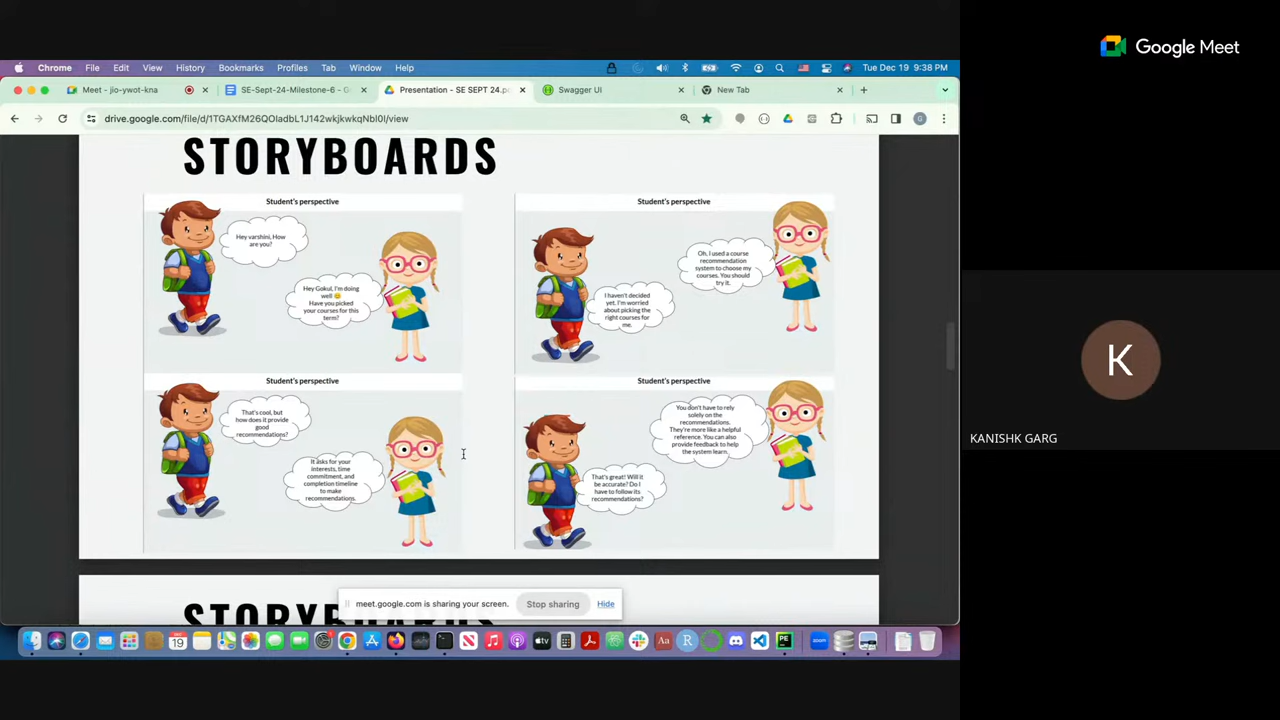 Google Meet
Chrome File Edit View History Bookmarks Profiles Tab Window Help Tue Dec 19 9:38 PM
Meet - jio-ywot-kna SE-Sept-24-Milestone-6 - G Presentation - SE SEPT 24.p Swagger UI New Tab
drive.google.com/file/d/1TGAXfM26QOladbL1J142wkjkwkqNbl0l/view
STORYBOARDS
Student's perspective
Hey varshini, How
are you?
Hey Gokul, I'm doing
well 😊
Have you picked
your courses for this
term?
Student's perspective
Oh, I used a course
recommendation
system to choose my
courses. You should
try it.
I haven't decided
yet. I'm worried
about picking the
right courses for
me.
Student's perspective
That's cool, but
how does it provide
good
recommendations?
It asks for your
interests, time
commitment, and
completion timeline
to make
recommendations.
Student's perspective
You don't have to rely
solely on the
recommendations.
They're more like a helpful
reference. You can also
provide feedback to help
the system learn.
That's great! Will it
be accurate? Do I
have to follow its
recommendations?
meet.google.com is sharing your screen. Stop sharing Hide
K
KANISHK GARG